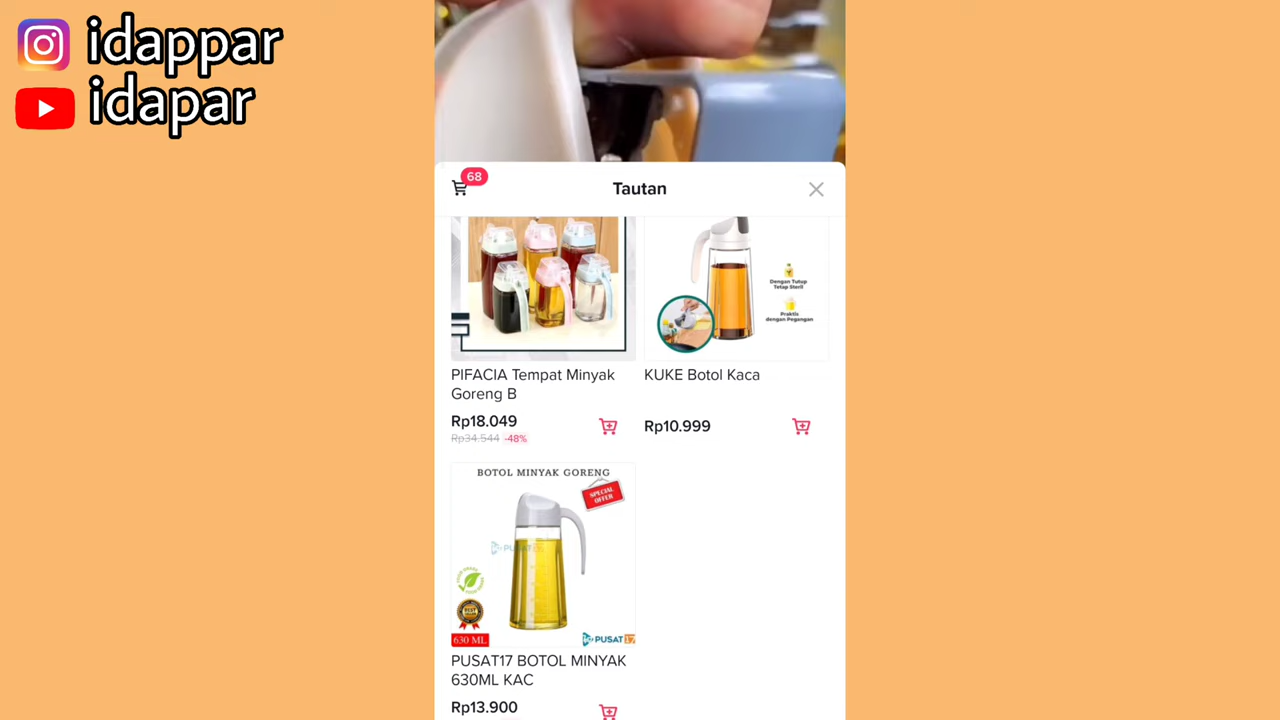 idappar
idapar
68
Tautan
Dengan Tutup
Tetap Steril
Praktis
dengan Pegangan
PIFACIA Tempat Minyak
Goreng B
KUKE Botol Kaca
Rp18.049
Rp34.544 -48%
Rp10.999
BOTOL MINYAK GORENG
SPECIAL
OFFER
PUSAT
BEST
630 ML
PUSAT17
PUSAT17 BOTOL MINYAK
630ML KAC
Rp13.900